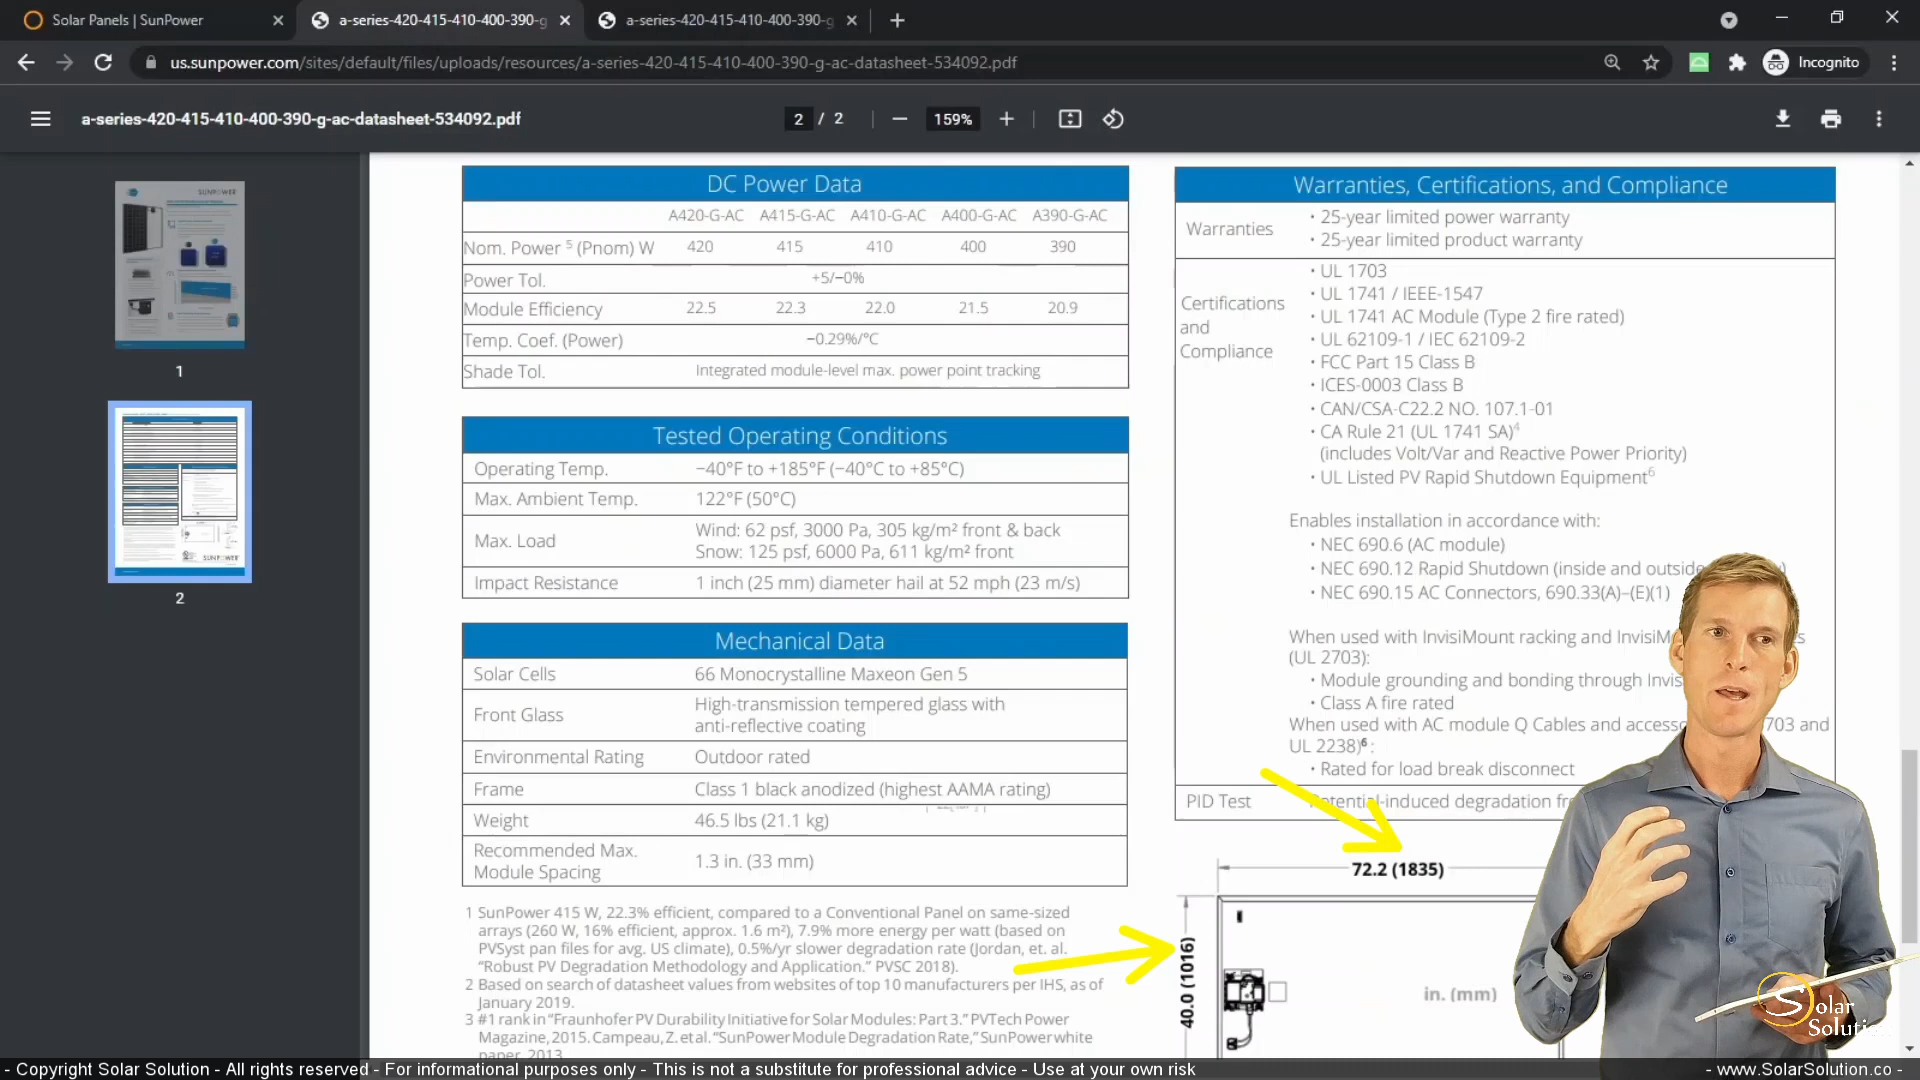 Solar Panels | SunPower
a-series-420-415-410-400-390-g
a-series-420-415-410-400-390-g
us.sunpower.com/sites/default/files/uploads/resources/a-series-420-415-410-400-390-g-ac-datasheet-534092.pdf
Incognito
a-series-420-415-410-400-390-g-ac-datasheet-534092.pdf
2 / 2
159%
1
2
DC Power Data
A420-G-AC A415-G-AC A410-G-AC A400-G-AC A390-G-AC
Nom. Power 5 (Pnom) W 420 415 410 400 390
Power Tol. +5/−0%
Module Efficiency 22.5 22.3 22.0 21.5 20.9
Temp. Coef. (Power) −0.29%/°C
Shade Tol. Integrated module-level max. power point tracking
Tested Operating Conditions
Operating Temp. −40°F to +185°F (−40°C to +85°C)
Max. Ambient Temp. 122°F (50°C)
Max. Load Wind: 62 psf, 3000 Pa, 305 kg/m² front & back
Snow: 125 psf, 6000 Pa, 611 kg/m² front
Impact Resistance 1 inch (25 mm) diameter hail at 52 mph (23 m/s)
Mechanical Data
Solar Cells 66 Monocrystalline Maxeon Gen 5
Front Glass High-transmission tempered glass with
anti-reflective coating
Environmental Rating Outdoor rated
Frame Class 1 black anodized (highest AAMA rating)
Weight 46.5 lbs (21.1 kg)
Recommended Max.
Module Spacing 1.3 in. (33 mm)
1 SunPower 415 W, 22.3% efficient, compared to a Conventional Panel on same-sized
arrays (260 W, 16% efficient, approx. 1.6 m²), 7.9% more energy per watt (based on
PVSyst pan files for avg. US climate), 0.5%/yr slower degradation rate (Jordan, et. al.
“Robust PV Degradation Methodology and Application.” PVSC 2018).
2 Based on search of datasheet values from websites of top 10 manufacturers per IHS, as of
January 2019.
3 #1 rank in “Fraunhofer PV Durability Initiative for Solar Modules: Part 3.” PVTech Power
Magazine, 2015. Campeau, Z. et al. “SunPower Module Degradation Rate,” SunPower white
paper, 2013.
Warranties, Certifications, and Compliance
Warranties
· 25-year limited power warranty
· 25-year limited product warranty
Certifications
and
Compliance
· UL 1703
· UL 1741 / IEEE-1547
· UL 1741 AC Module (Type 2 fire rated)
· UL 62109-1 / IEC 62109-2
· FCC Part 15 Class B
· ICES-0003 Class B
· CAN/CSA-C22.2 NO. 107.1-01
· CA Rule 21 (UL 1741 SA)4
(includes Volt/Var and Reactive Power Priority)
· UL Listed PV Rapid Shutdown Equipment6
Enables installation in accordance with:
· NEC 690.6 (AC module)
· NEC 690.12 Rapid Shutdown (inside and outside
· NEC 690.15 AC Connectors, 690.33(A)–(E)(1)
When used with InvisiMount racking and
(UL 2703):
· Module grounding and bonding through
· Class A fire rated
When used with AC module Q Cables and 703 and
UL 2238)6 :
· Rated for load break disconnect
PID Test Potential-induced degradation
72.2 (1835)
40.0 (1016)
in. (mm)
Solar
Solution
- Copyright Solar Solution - All rights reserved - For informational purposes only - This is not a substitute for professional advice - Use at your own risk
- www.SolarSolution.co -